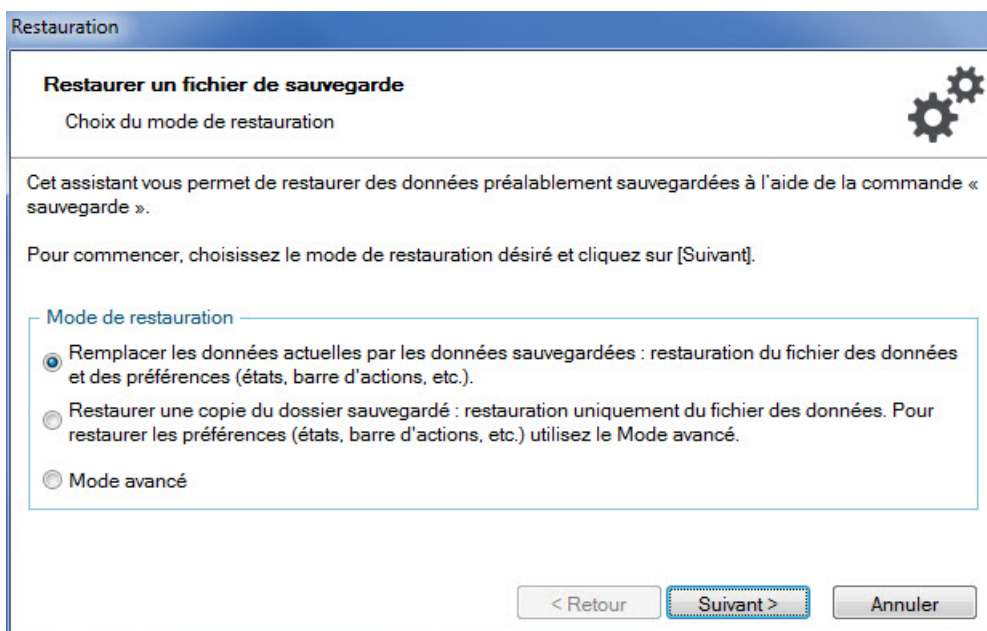 Restauration
Restaurer un fichier de sauvegarde
Choix du mode de restauration
Cet assistant vous permet de restaurer des données préalablement sauvegardées à l'aide de la commande «
sauvegarde ».
Pour commencer, choisissez le mode de restauration désiré et cliquez sur [Suivant].
Mode de restauration
Remplacer les données actuelles par les données sauvegardées : restauration du fichier des données
et des préférences (états, barre d'actions, etc.).
Restaurer une copie du dossier sauvegardé : restauration uniquement du fichier des données. Pour
restaurer les préférences (états, barre d'actions, etc.) utilisez le Mode avancé.
Mode avancé
< Retour
Suivant >
Annuler